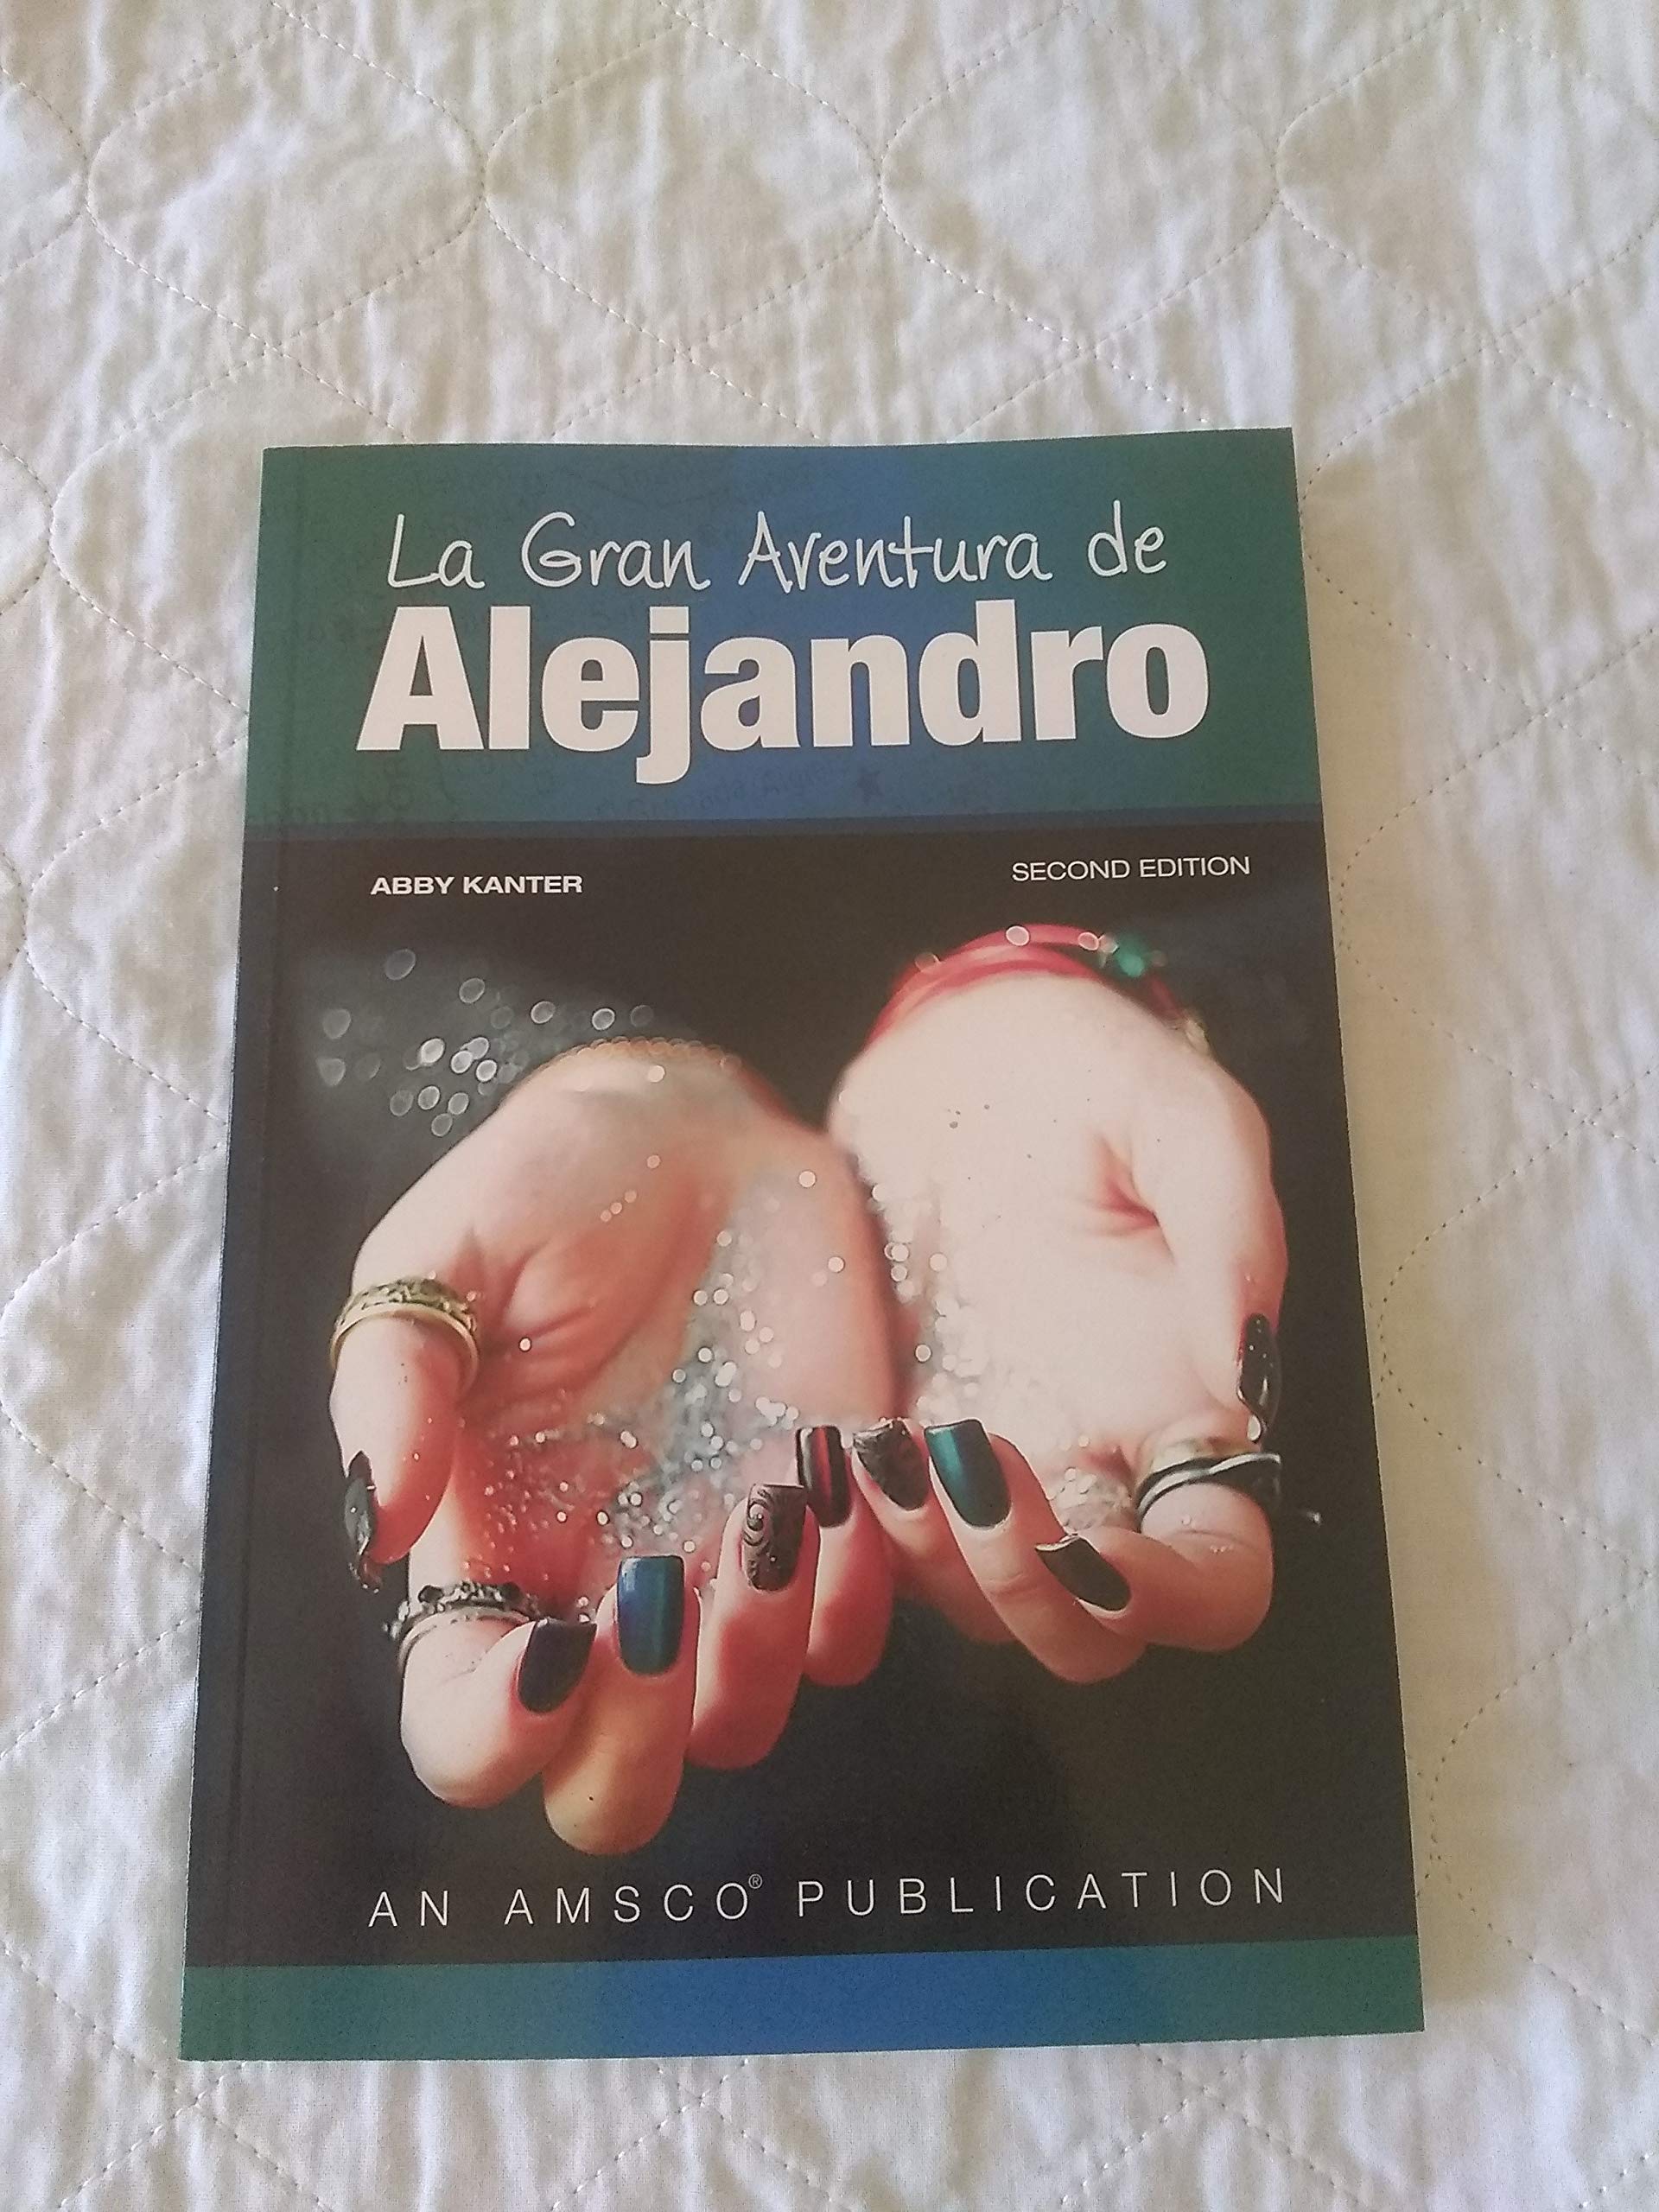 La Gran Aventura de
Alejandro
ABBY KANTER
SECOND EDITION
AN AMSCO® PUBLICATION